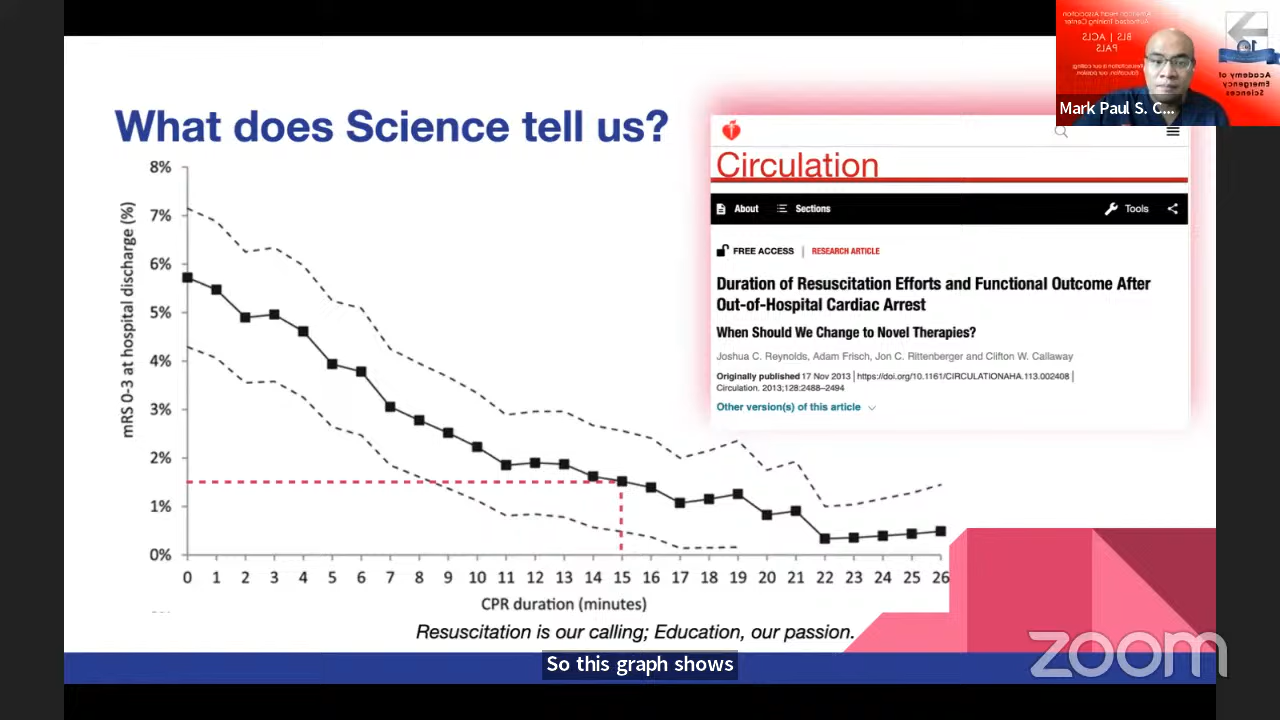 What does Science tell us?
8%
7%
6%
5%
4%
3%
2%
1%
0%
mRS 0-3 at hospital discharge (%)
0 1 2 3 4 5 6 7 8 9 10 11 12 13 14 15 16 17 18 19 20 21 22 23 24 25 26
CPR duration (minutes)
Circulation
About Sections Tools
FREE ACCESS | RESEARCH ARTICLE
Duration of Resuscitation Efforts and Functional Outcome After
Out-of-Hospital Cardiac Arrest
When Should We Change to Novel Therapies?
Joshua C. Reynolds, Adam Frisch, Jon C. Rittenberger and Clifton W. Callaway
Originally published 17 Nov 2013 | https://doi.org/10.1161/CIRCULATIONAHA.113.002408 |
Circulation. 2013;128:2488–2494
Other version(s) of this article
American Heart Association
Authorized Training
Center
BLS | ACLS
PALS
Academy of
Emergency
Sciences
Mark Paul S. C...
Resuscitation is our calling; Education, our passion.
So this graph shows
zoom